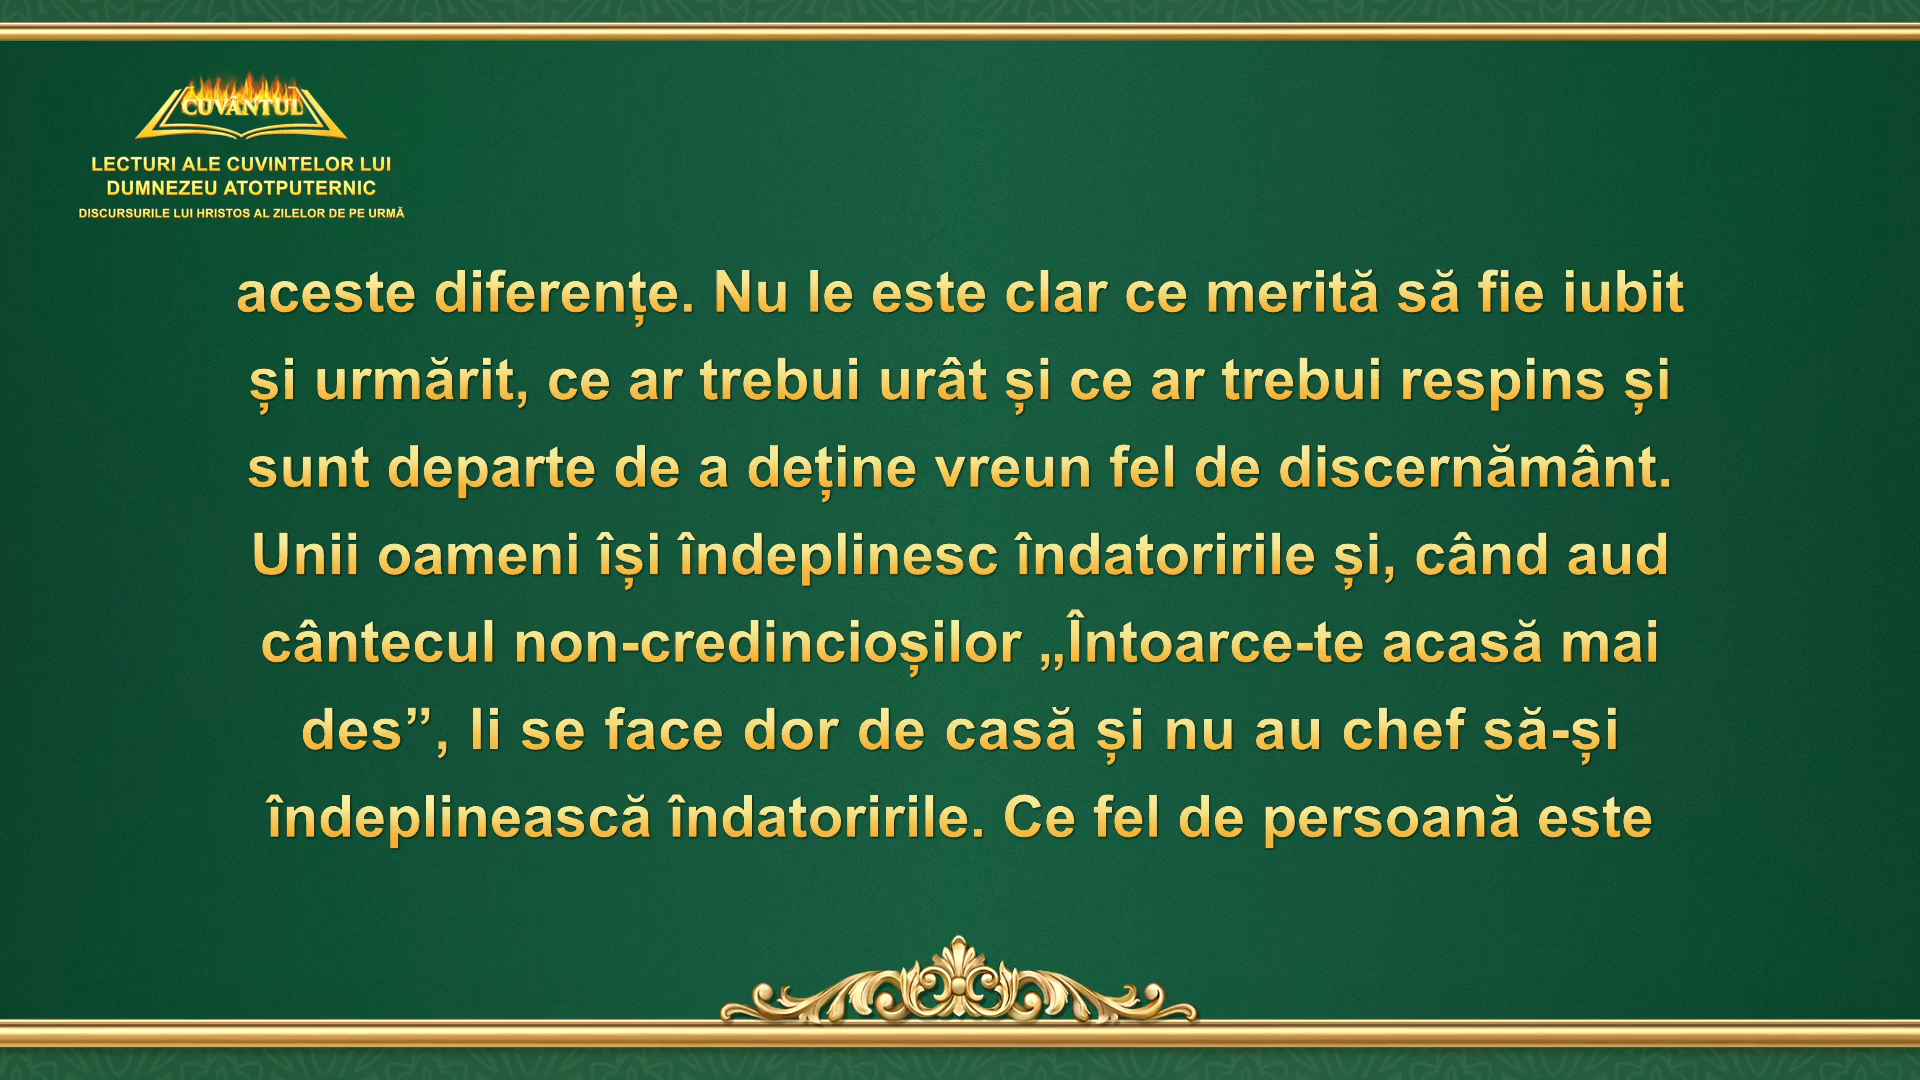 CUVÂNTUL
LECTURI ALE CUVINTELOR LUI
DUMNEZEU ATOTPUTERNIC
DISCURSURILE LUI HRISTOS AL ZILELOR DE PE URMĂ
aceste diferențe. Nu le este clar ce merită să fie iubit
și urmărit, ce ar trebui urât și ce ar trebui respins și
sunt departe de a deține vreun fel de discernământ.
Unii oameni își îndeplinesc îndatoririle și, când aud
cântecul non-credincioșilor „Întoarce-te acasă mai
des”, li se face dor de casă și nu au chef să-și
îndeplinească îndatoririle. Ce fel de persoană este